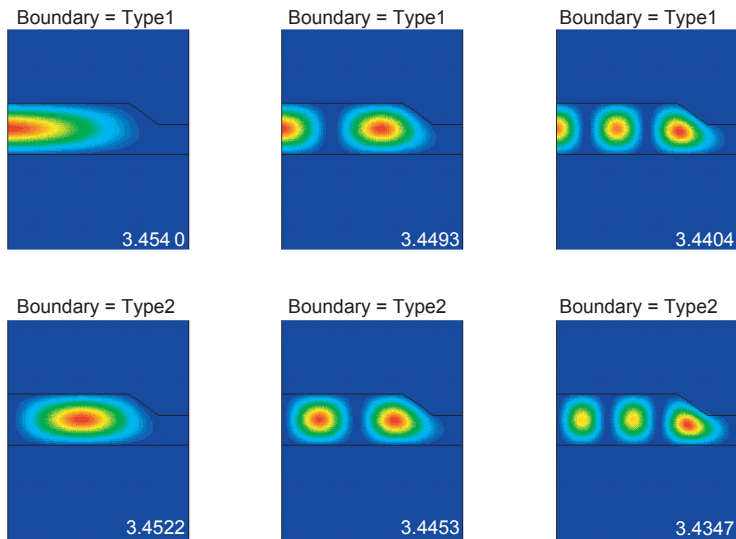 Boundary = Type1
Boundary = Type1
Boundary = Type1
3.454 0
3.4493
3.4404
Boundary = Type2
Boundary = Type2
Boundary = Type2
3.4522
3.4453
3.4347